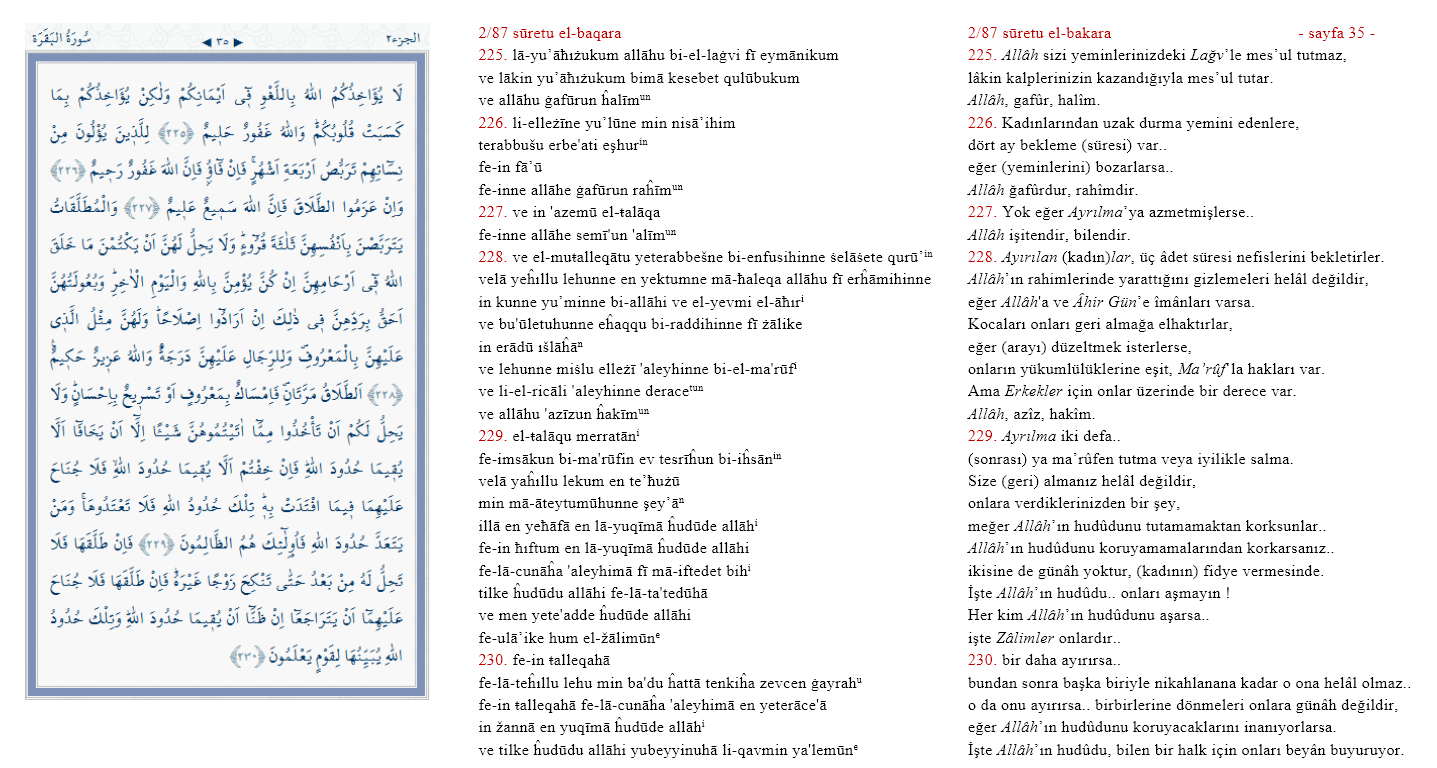 سُورَةُ البَقَرَة
◄ ٣٥ ►
الجزء٢
لَا يُؤَاخِذُكُمُ اللّٰهُ بِاللَّغْوِ ف۪ٓي اَيْمَانِكُمْ وَلٰكِنْ يُؤَاخِذُكُمْ بِمَا
كَسَبَتْ قُلُوبُكُمْۜ وَاللّٰهُ غَفُورٌ حَل۪يمٌ ﴿٢٢٥﴾ لِلَّذ۪ينَ يُؤْلُونَ مِنْ
نِسَٓائِهِمْ تَرَبُّصُ اَرْبَعَةِ اَشْهُرٍۚ فَاِنْ فَٓاؤُ۫ فَاِنَّ اللّٰهَ غَفُورٌ رَح۪يمٌ ﴿٢٢٦﴾
وَاِنْ عَزَمُوا الطَّلَاقَ فَاِنَّ اللّٰهَ سَم۪يعٌ عَل۪يمٌ ﴿٢٢٧﴾ وَالْمُطَلَّقَاتُ
يَتَرَبَّصْنَ بِاَنْفُسِهِنَّ ثَلٰثَةَ قُرُٓوءٍۜ وَلَا يَحِلُّ لَهُنَّ اَنْ يَكْتُمْنَ مَا خَلَقَ
اللّٰهُ ف۪ٓي اَرْحَامِهِنَّ اِنْ كُنَّ يُؤْمِنَّ بِاللّٰهِ وَالْيَوْمِ الْاٰخِرِۜ وَبُعُولَتُهُنَّ
اَحَقُّ بِرَدِّهِنَّ ف۪ي ذٰلِكَ اِنْ اَرَادُٓوا اِصْلَاحًاۜ وَلَهُنَّ مِثْلُ الَّذ۪ي
عَلَيْهِنَّ بِالْمَعْرُوفِۖ وَلِلرِّجَالِ عَلَيْهِنَّ دَرَجَةٌۜ وَاللّٰهُ عَز۪يزٌ حَك۪يمٌ۟
﴿٢٢٨﴾ اَلطَّلَاقُ مَرَّتَانِۖ فَاِمْسَاكٌ بِمَعْرُوفٍ اَوْ تَسْر۪يحٌ بِاِحْسَانٍۜ وَلَا
يَحِلُّ لَكُمْ اَنْ تَأْخُذُوا مِمَّٓا اٰتَيْتُمُوهُنَّ شَيْـًٔا اِلَّٓا اَنْ يَخَافَٓا اَلَّا
يُق۪يمَا حُدُودَ اللّٰهِۜ فَاِنْ خِفْتُمْ اَلَّا يُق۪يمَا حُدُودَ اللّٰهِۙ فَلَا جُنَاحَ
عَلَيْهِمَا ف۪يمَا افْتَدَتْ بِه۪ۜ تِلْكَ حُدُودُ اللّٰهِ فَلَا تَعْتَدُوهَاۚ وَمَنْ
يَتَعَدَّ حُدُودَ اللّٰهِ فَاُو۬لٰٓئِكَ هُمُ الظَّالِمُونَ ﴿٢٢٩﴾ فَاِنْ طَلَّقَهَا فَلَا
تَحِلُّ لَهُ مِنْ بَعْدُ حَتّٰى تَنْكِحَ زَوْجًا غَيْرَهُۜ فَاِنْ طَلَّقَهَا فَلَا جُنَاحَ
عَلَيْهِمَٓا اَنْ يَتَرَاجَعَٓا اِنْ ظَنَّٓا اَنْ يُق۪يمَا حُدُودَ اللّٰهِۜ وَتِلْكَ حُدُودُ
اللّٰهِ يُبَيِّنُهَا لِقَوْمٍ يَعْلَمُونَ ﴿٢٣٠﴾
2/87 sūretu el-baqara
225. lā-yu’āħiżukum allāhu bi-el-laġvi fī eymānikum
ve lākin yu’āħiżukum bimā kesebet qulūbukum
ve allāhu ġafūrun ĥalīmᵘⁿ
226. li-elležīne yu’lūne min nisā’ihim
terabbušu erbe'ati eşhurⁱⁿ
fe-in fā’ū
fe-inne allāhe ġafūrun raĥīmᵘⁿ
227. ve in 'azemū el-ŧalāqa
fe-inne allāhe semī'un 'alīmᵘⁿ
228. ve el-muŧalleqātu yeterabbešne bi-enfusihinne ŝelāŝete qurū’ⁱⁿ
velā yeĥıllu lehunne en yektumne mā-ħaleqa allāhu fī erĥāmihinne
in kunne yu’minne bi-allāhi ve el-yevmi el-āħırⁱ
ve bu'ūletuhunne eĥaqqu bi-raddihinne fī żālike
in erādū ıšlāĥāⁿ
ve lehunne miŝlu elležī 'aleyhinne bi-el-ma'rūfⁱ
ve li-el-ricāli 'aleyhinne deraceᵗᵘⁿ
ve allāhu 'azīzun ĥakīmᵘⁿ
229. el-ŧalāqu merratānⁱ
fe-imsākun bi-ma'rūfin ev tesrīĥun bi-iĥsānⁱⁿ
velā yaĥıllu lekum en te’ħużū
min mā-āteytumūhunne şey’āⁿ
illā en yeħāfā en lā-yuqīmā ĥudūde allāhⁱ
fe-in ħıftum en lā-yuqīmā ĥudūde allāhi
fe-lā-cunāĥa 'aleyhimā fī mā-iftedet bihⁱ
tilke ĥudūdu allāhi fe-lā-ta'tedūhā
ve men yete'adde ĥudūde allāhi
fe-ulā’ike hum el-žālimūnᵉ
230. fe-in ŧalleqahā
fe-lā-teĥıllu lehu min ba'du ĥattā tenkiĥa zevcen ġayrahᵘ
fe-in ŧalleqahā fe-lā-cunāĥa 'aleyhimā en yeterāce'ā
in žannā en yuqīmā ĥudūde allāhⁱ
ve tilke ĥudūdu allāhi yubeyyinuhā li-qavmin ya'lemūnᵉ
2/87 sūretu el-bakara - sayfa 35 -
225. Allâh sizi yeminlerinizdeki Lağv’le mes’ul tutmaz,
lâkin kalplerinizin kazandığıyla mes’ul tutar.
Allâh, gafûr, halîm.
226. Kadınlarından uzak durma yemini edenlere,
dört ay bekleme (süresi) var..
eğer (yeminlerini) bozarlarsa..
Allâh ğafûrdur, rahîmdir.
227. Yok eğer Ayrılma’ya azmetmişlerse..
Allâh işitendir, bilendir.
228. Ayırılan (kadın)lar, üç âdet süresi nefislerini bekletirler.
Allâh’ın rahimlerinde yarattığını gizlemeleri helâl değildir,
eğer Allâh'a ve Âhir Gün’e îmânları varsa.
Kocaları onları geri almağa elhaktırlar,
eğer (arayı) düzeltmek isterlerse,
onların yükumlülüklerine eşit, Ma’rûf'la hakları var.
Ama Erkekler için onlar üzerinde bir derece var.
Allâh, azîz, hakîm.
229. Ayrılma iki defa..
(sonrası) ya ma’rûfen tutma veya iyilikle salma.
Size (geri) almanız helâl değildir,
onlara verdiklerinizden bir şey,
meğer Allâh’ın hudûdunu tutamamaktan korksunlar..
Allâh’ın hudûdunu koruyamamalarından korkarsanız..
ikisine de günâh yoktur, (kadının) fidye vermesinde.
İşte Allâh’ın hudûdu.. onları aşmayın !
Her kim Allâh’ın hudûdunu aşarsa..
işte Zâlimler onlardır..
230. bir daha ayırırsa..
bundan sonra başka biriyle nikahlanana kadar o ona helâl olmaz..
o da onu ayırırsa.. birbirlerine dönmeleri onlara günâh değildir,
eğer Allâh’ın hudûdunu koruyacaklarını inanıyorlarsa.
İşte Allâh’ın hudûdu, bilen bir halk için onları beyân buyuruyor.